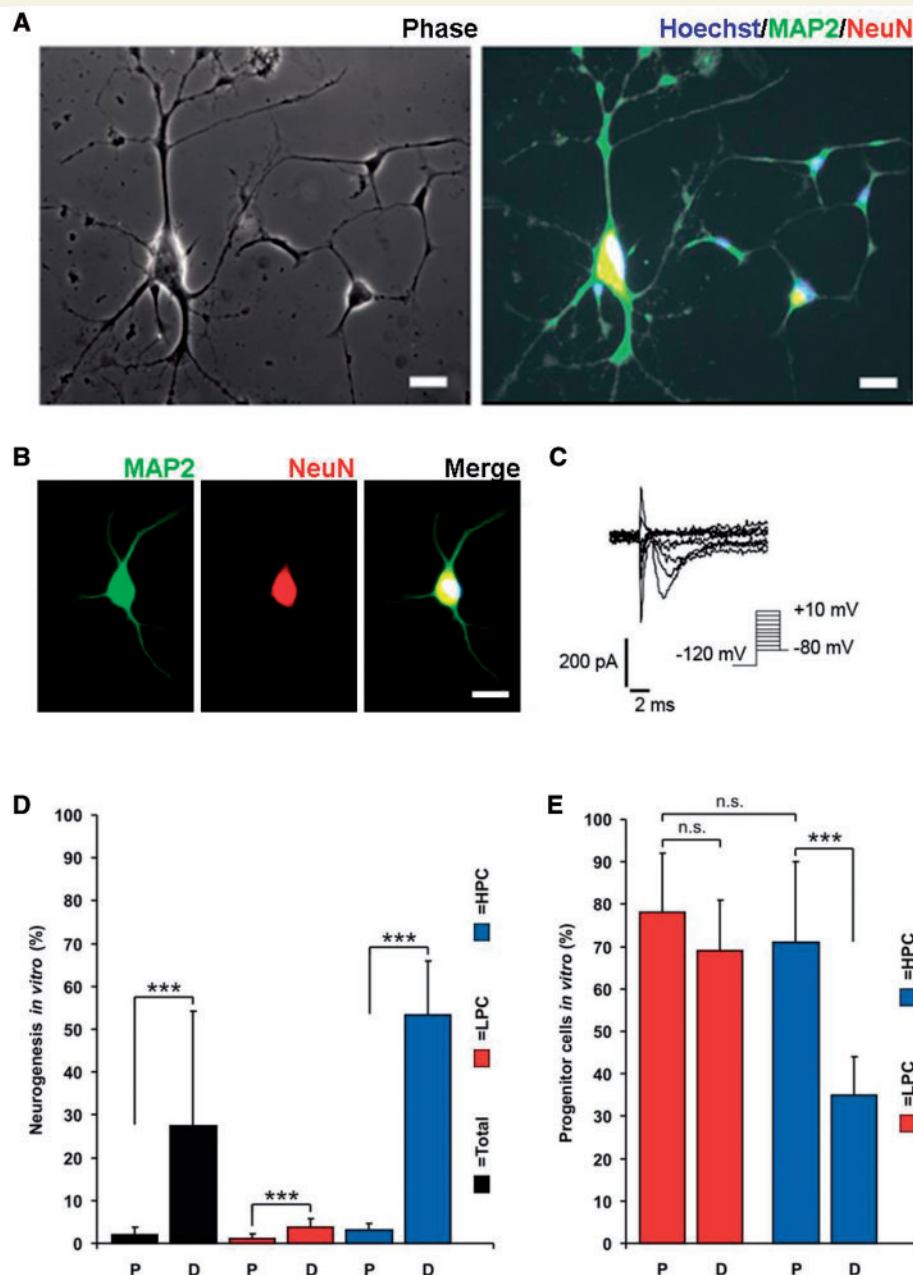 A
Phase
Hoechst/MAP2/NeuN
B
MAP2
NeuN
Merge
C
200 pA
2 ms
-120 mV
+10 mV
-80 mV
D
Neurogenesis in vitro (%)
100
90
80
70
60
50
40
30
20
10
0
***
***
***
P D P D P D
=HPC
=LPC
=Total
E
Progenitor cells in vitro (%)
100
90
80
70
60
50
40
30
20
10
0
n.s.
n.s.
***
P D P D
=HPC
=LPC